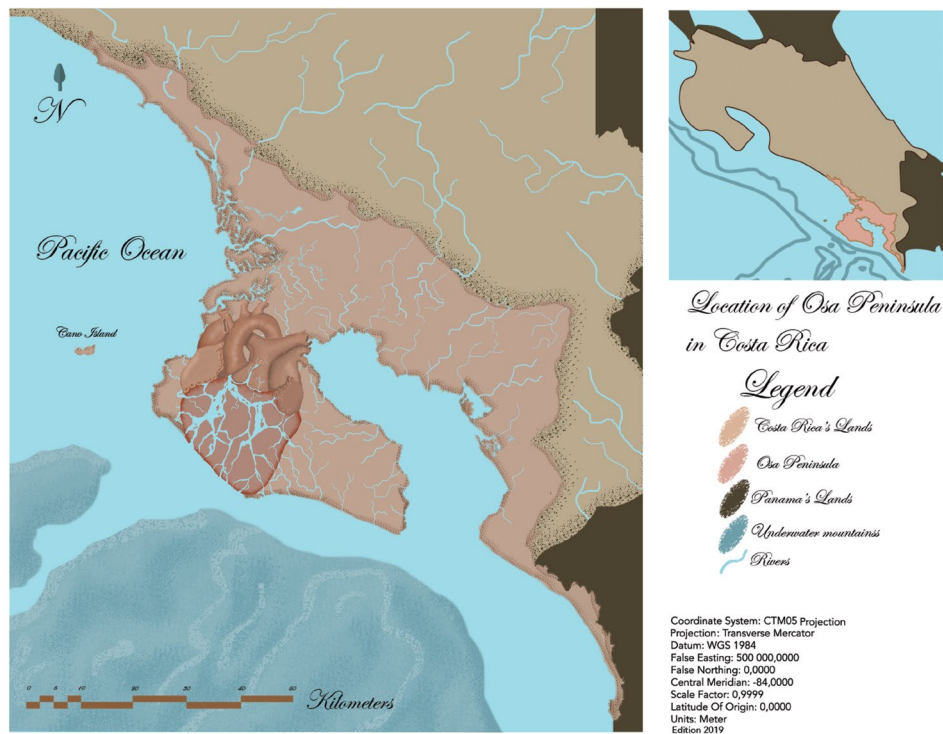 N
Pacific Ocean
Cano Island
Kilometers
Location of Osa Peninsula
in Costa Rica
Legend
Costa Rica's Lands
Osa Peninsula
Panama's Lands
Underwater mountainss
Rivers
Coordinate System: CTM05 Projection
Projection: Transverse Mercator
Datum: WGS 1984
False Easting: 500 000,0000
False Northing: 0,0000
Central Meridian: -84,0000
Scale Factor: 0,9999
Latitude Of Origin: 0,0000
Units: Meter
Edition 2019